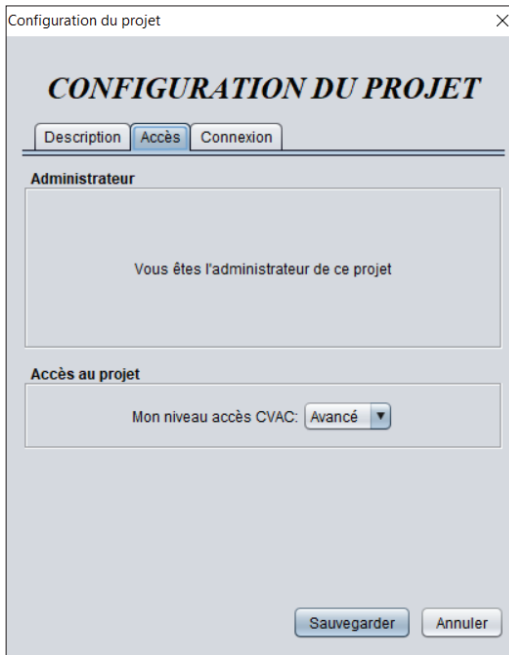 Configuration du projet
CONFIGURATION DU PROJET
Description Accès Connexion
Administrateur
Vous êtes l'administrateur de ce projet
Accès au projet
Mon niveau accès CVAC: Avancé
Sauvegarder Annuler